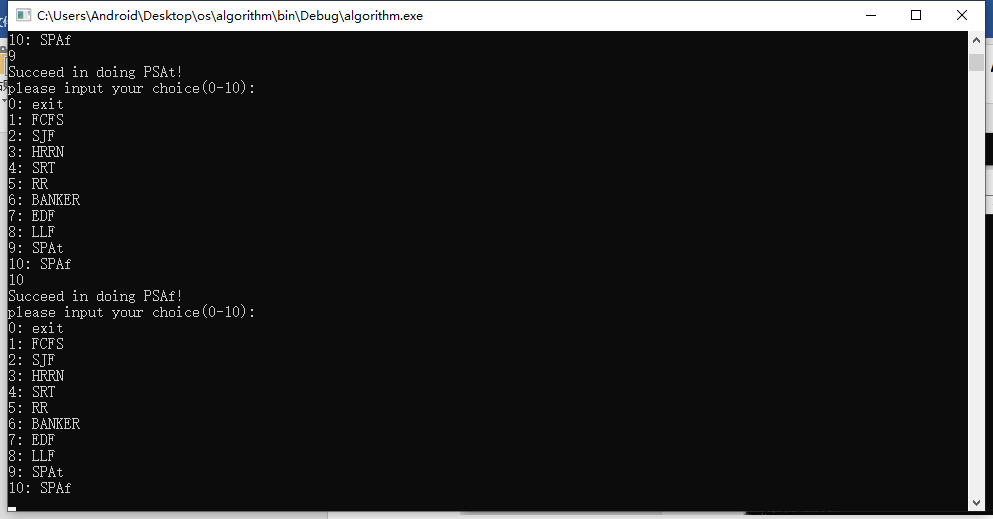 C:\Users\Android\Desktop\os\algorithm\bin\Debug\algorithm.exe
10: SPAf
9
Succeed in doing PSAt!
please input your choice(0-10):
0: exit
1: FCFS
2: SJF
3: HRRN
4: SRT
5: RR
6: BANKER
7: EDF
8: LLF
9: SPAt
10: SPAf
10
Succeed in doing PSAf!
please input your choice(0-10):
0: exit
1: FCFS
2: SJF
3: HRRN
4: SRT
5: RR
6: BANKER
7: EDF
8: LLF
9: SPAt
10: SPAf